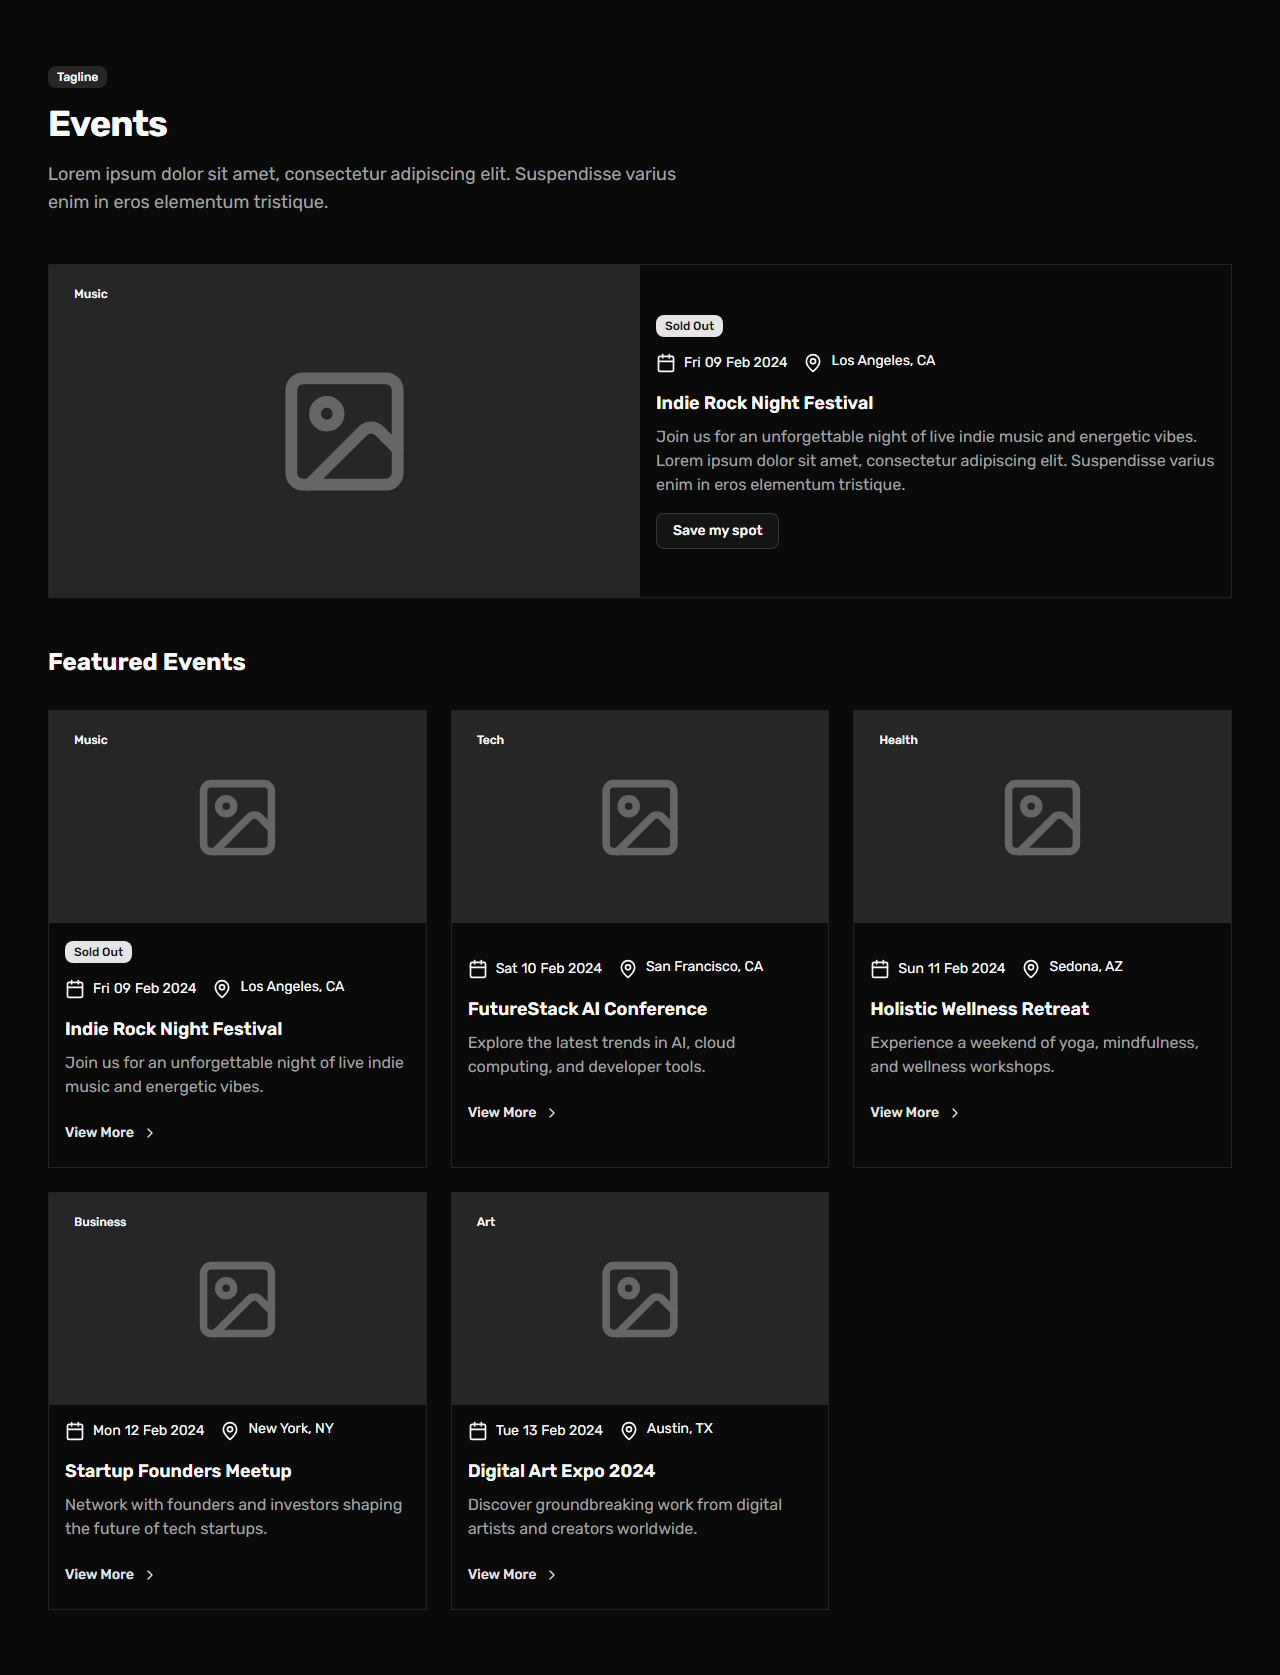 Tagline
Events
Lorem ipsum dolor sit amet, consectetur adipiscing elit. Suspendisse varius
enim in eros elementum tristique.
Music
Sold Out
Fri 09 Feb 2024 Los Angeles, CA
Indie Rock Night Festival
Join us for an unforgettable night of live indie music and energetic vibes.
Lorem ipsum dolor sit amet, consectetur adipiscing elit. Suspendisse varius
enim in eros elementum tristique.
Save my spot
Featured Events
Music
Sold Out
Fri 09 Feb 2024 Los Angeles, CA
Indie Rock Night Festival
Join us for an unforgettable night of live indie
music and energetic vibes.
View More
Tech
Sat 10 Feb 2024 San Francisco, CA
FutureStack AI Conference
Explore the latest trends in AI, cloud
computing, and developer tools.
View More
Health
Sun 11 Feb 2024 Sedona, AZ
Holistic Wellness Retreat
Experience a weekend of yoga, mindfulness,
and wellness workshops.
View More
Business
Mon 12 Feb 2024 New York, NY
Startup Founders Meetup
Network with founders and investors shaping
the future of tech startups.
View More
Art
Tue 13 Feb 2024 Austin, TX
Digital Art Expo 2024
Discover groundbreaking work from digital
artists and creators worldwide.
View More